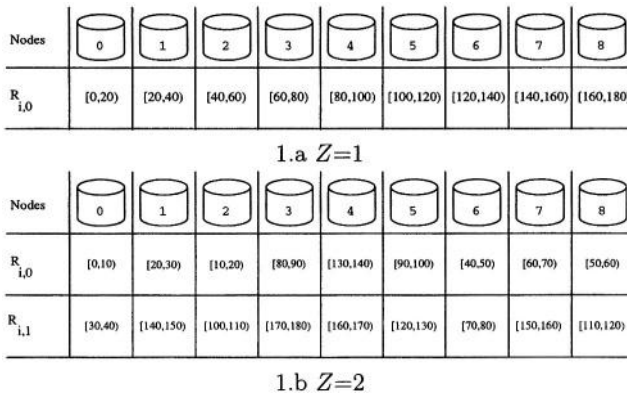 Nodes 0 1 2 3 4 5 6 7 8
R i,0 [0,20) [20,40) [40,60) [60,80) [80,100) [100,120) [120,140) [140,160) [160,180)
1.a Z=1
Nodes 0 1 2 3 4 5 6 7 8
R i,0 [0,10) [20,30) [10,20) [80,90) [130,140) [90,100) [40,50) [60,70) [50,60)
R i,1 [30,40) [140,150) [100,110) [170,180) [160,170) [120,130) [70,80) [150,160) [110,120)
1.b Z=2